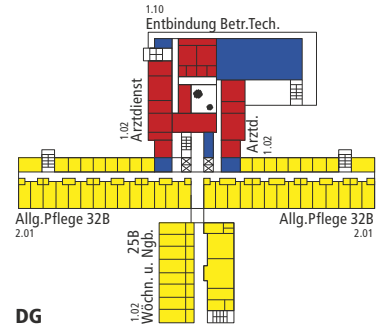 1.10
Entbindung Betr.Tech.
1.02
Arztdienst
Arztd.
1.02
Allg.Pflege 32B
2.01
Allg.Pflege 32B
2.01
25B
1.02
Wöchn. u. Ngb.
DG